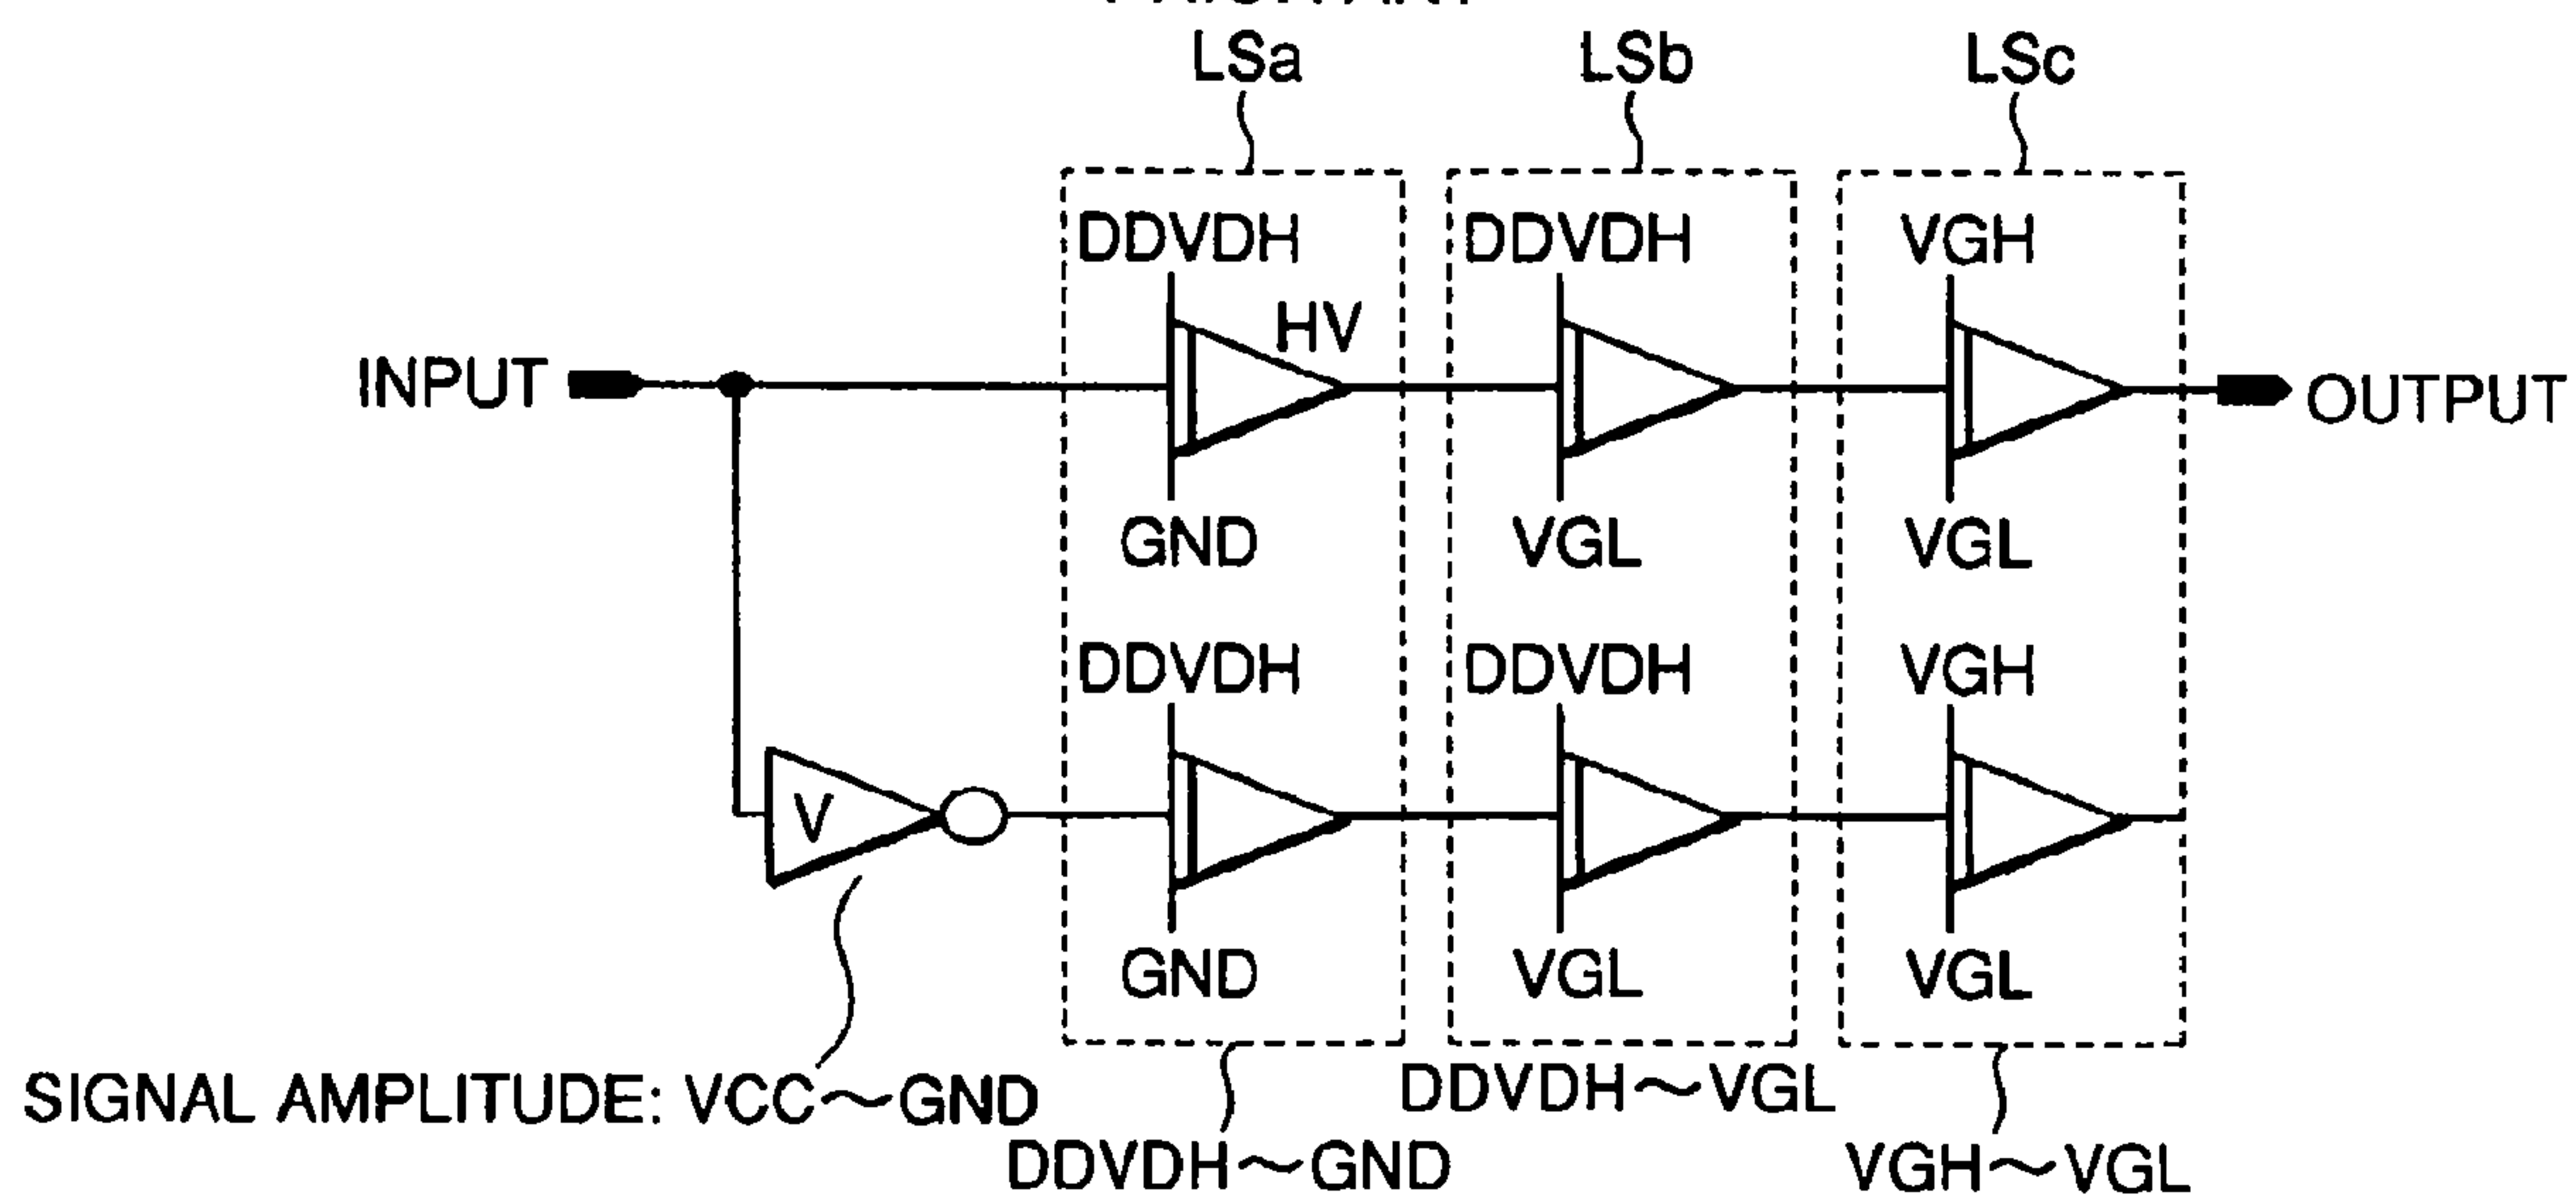 LSa LSb LSc
DDVDH DDVDH VGH
HV
INPUT OUTPUT
GND VGL VGL
DDVDH DDVDH VGH
V
GND VGL VGL
SIGNAL AMPLITUDE: VCC~GND
DDVDH~VGL
DDVDH~GND
VGH~VGL